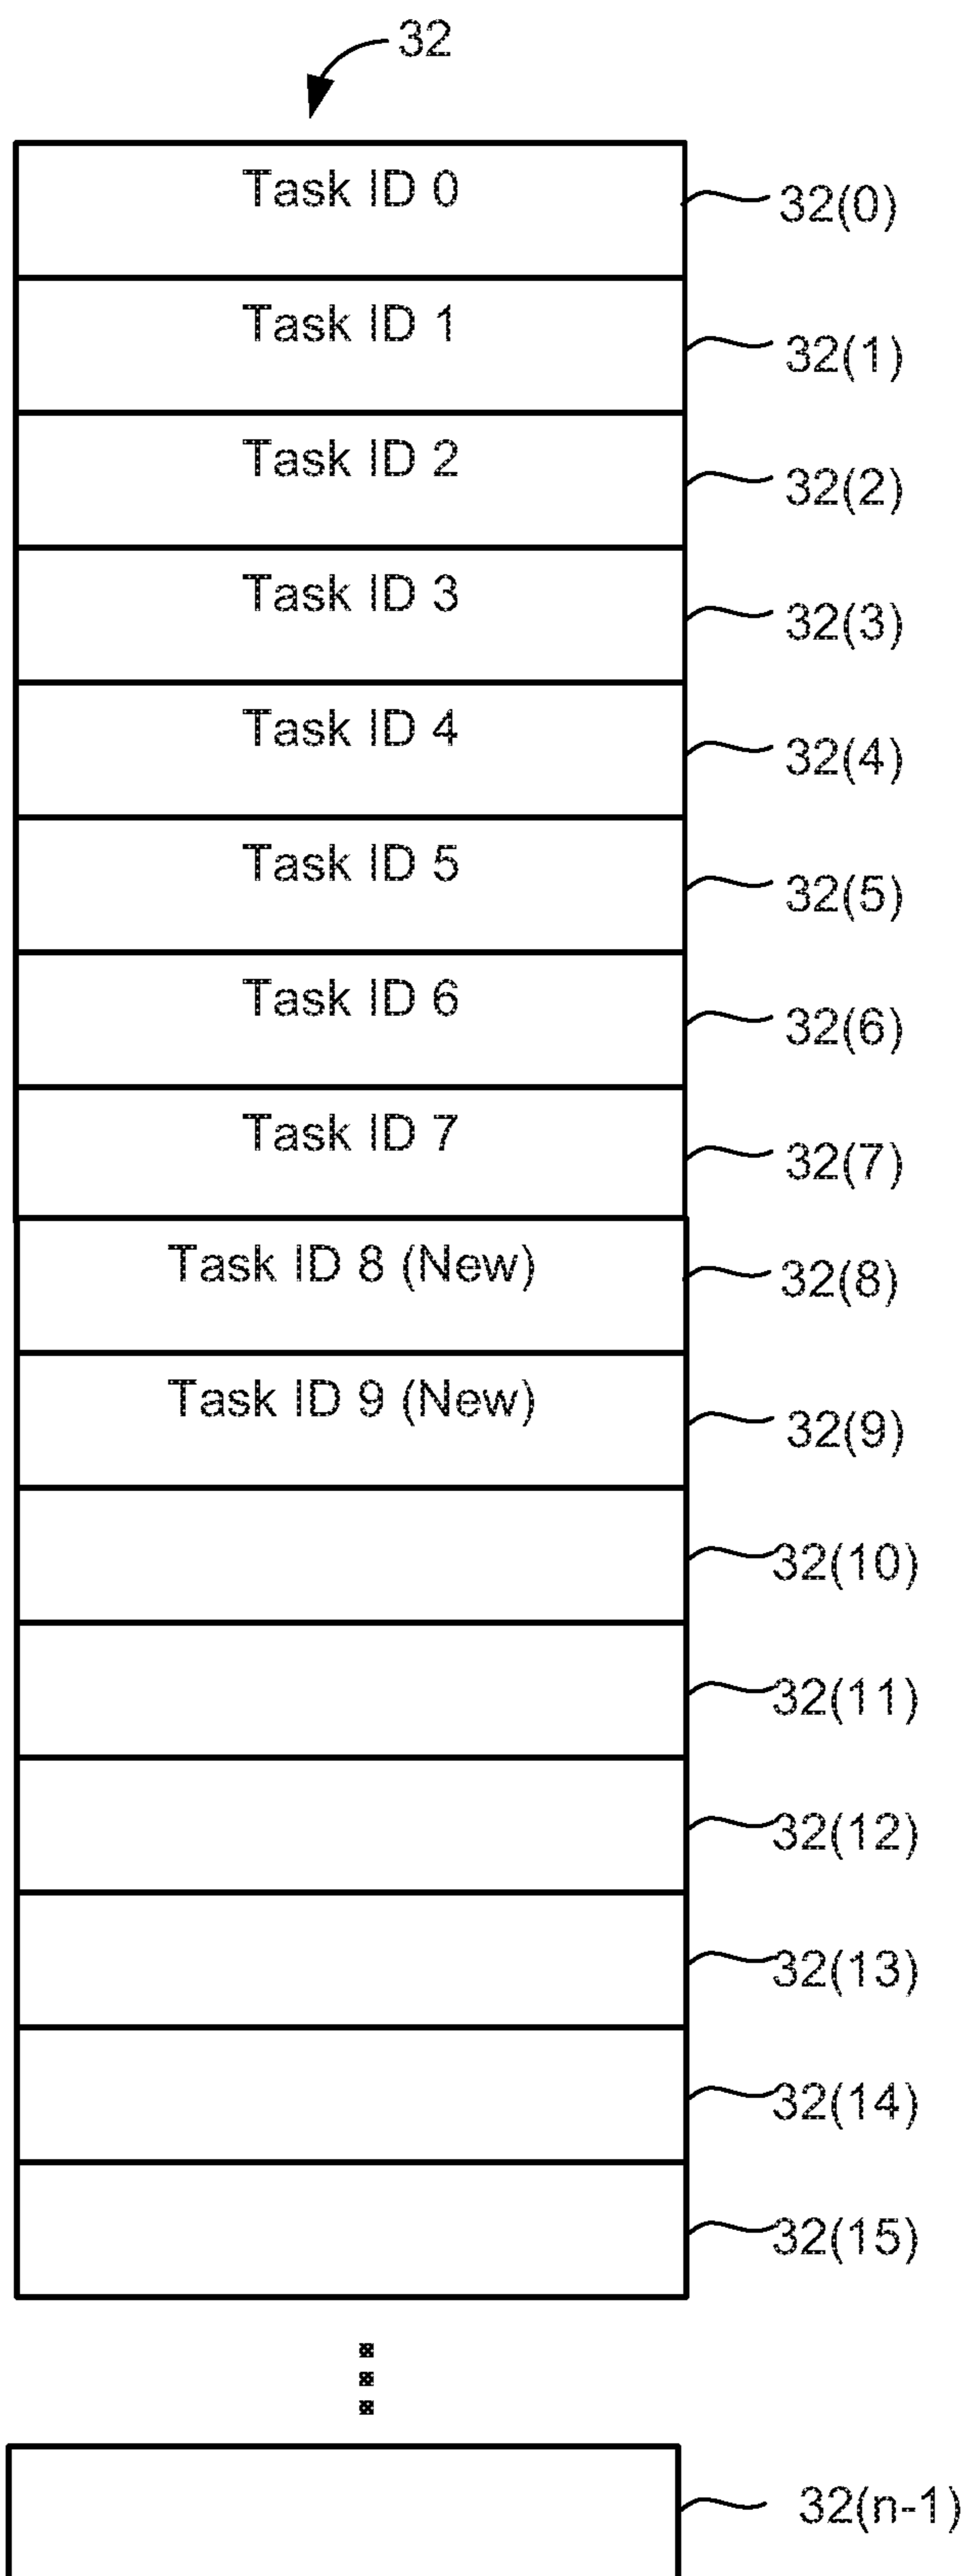 32
Task ID 0
32(0)
Task ID 1
32(1)
Task ID 2
32(2)
Task ID 3
32(3)
Task ID 4
32(4)
Task ID 5
32(5)
Task ID 6
32(6)
Task ID 7
32(7)
Task ID 8 (New)
32(8)
Task ID 9 (New)
32(9)
32(10)
32(11)
32(12)
32(13)
32(14)
32(15)
32(n-1)